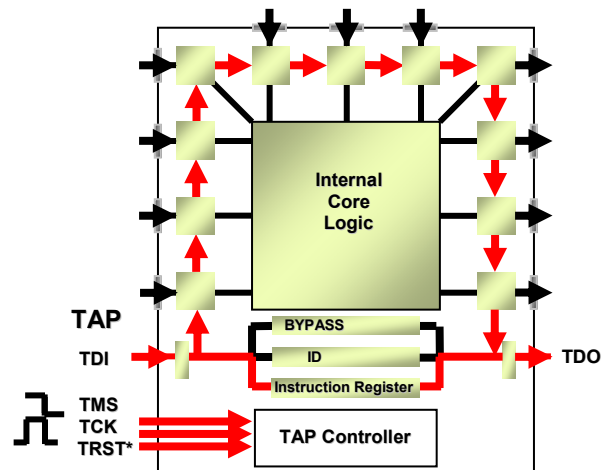 Internal
Core
Logic
TAP
BYPASS
TDI
ID
TDO
Instruction Register
TMS
TCK
TRST*
TAP Controller